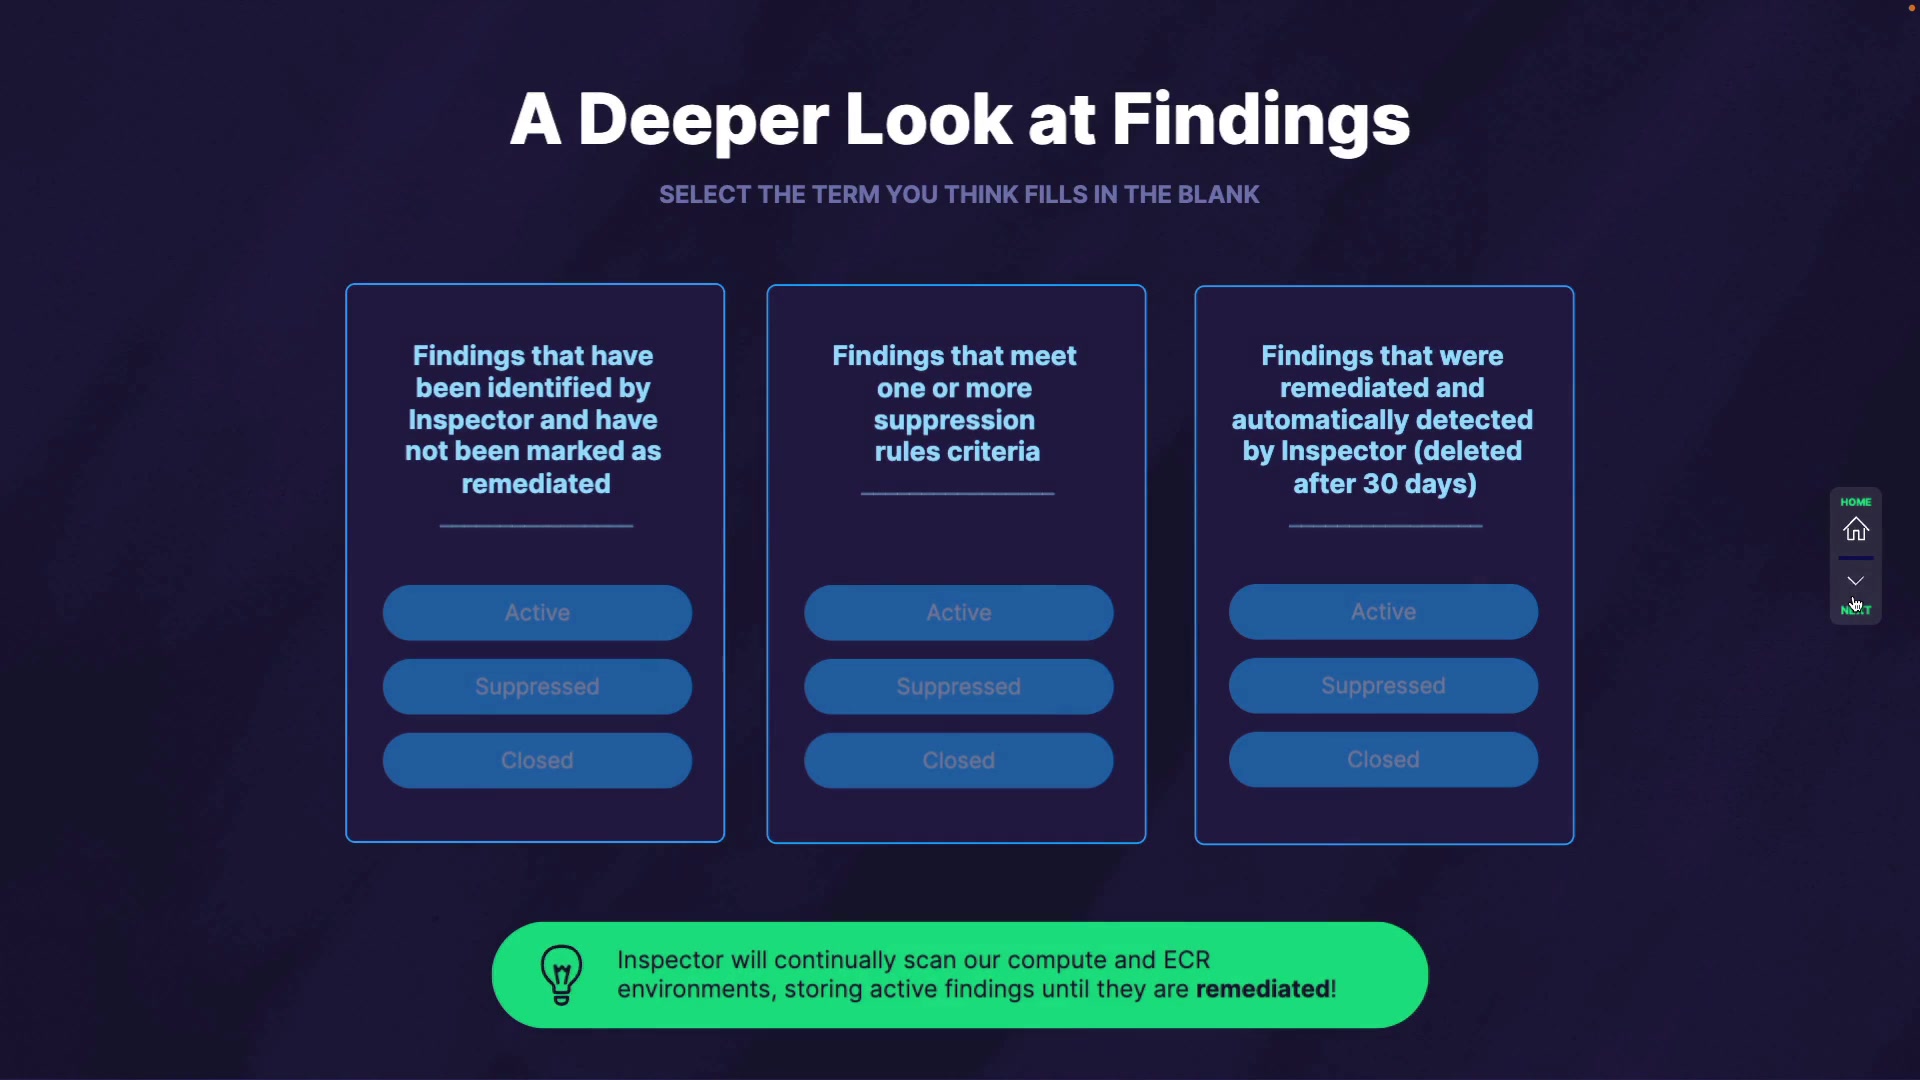 A Deeper Look at Findings
SELECT THE TERM YOU THINK FILLS IN THE BLANK
Findings that have
been identified by
Inspector and have
not been marked as
remediated
Active
Suppressed
Closed
Findings that meet
one or more
suppression
rules criteria
Active
Suppressed
Closed
Findings that were
remediated and
automatically detected
by Inspector (deleted
after 30 days)
Active
Suppressed
Closed
HOME
NEXT
Inspector will continually scan our compute and ECR
environments, storing active findings until they are remediated!